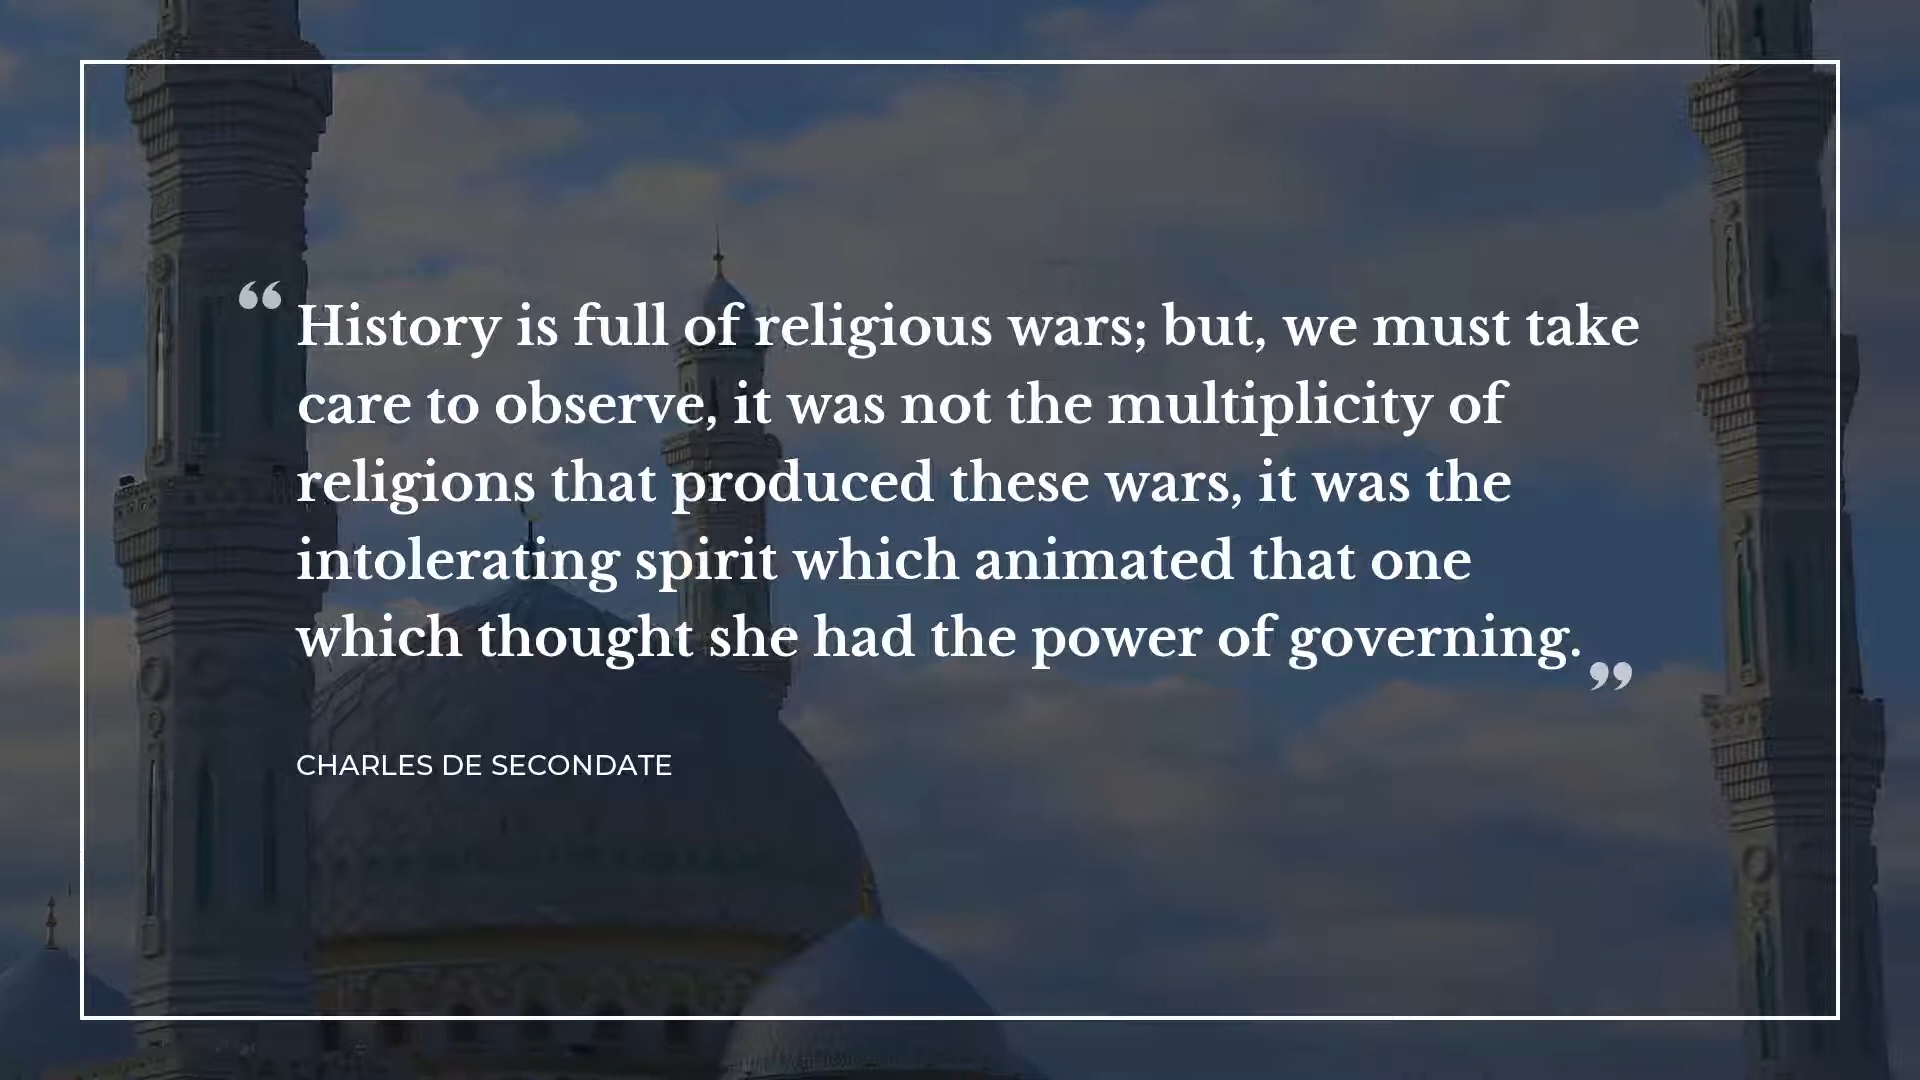 “History is full of religious wars; but, we must take
care to observe, it was not the multiplicity of
religions that produced these wars, it was the
intolerating spirit which animated that one
which thought she had the power of governing.”
CHARLES DE SECONDATE